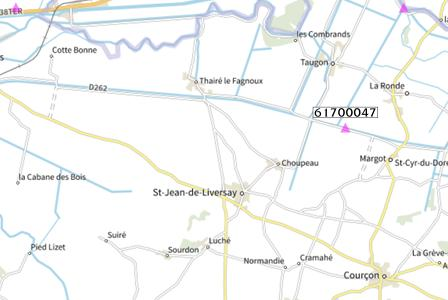 38TER
Cotte Bonne
les Combrands
Taugon
Thairé le Fagnoux
D262
La Ronde
61700047
Choupeau
Margot
St-Cyr-du-Dore
la Cabane des Bois
St-Jean-de-Liversay
Suiré
Luché
Pied Lizet
Sourdon
Normandie
Cramahé
La Grève-
A
Courçon